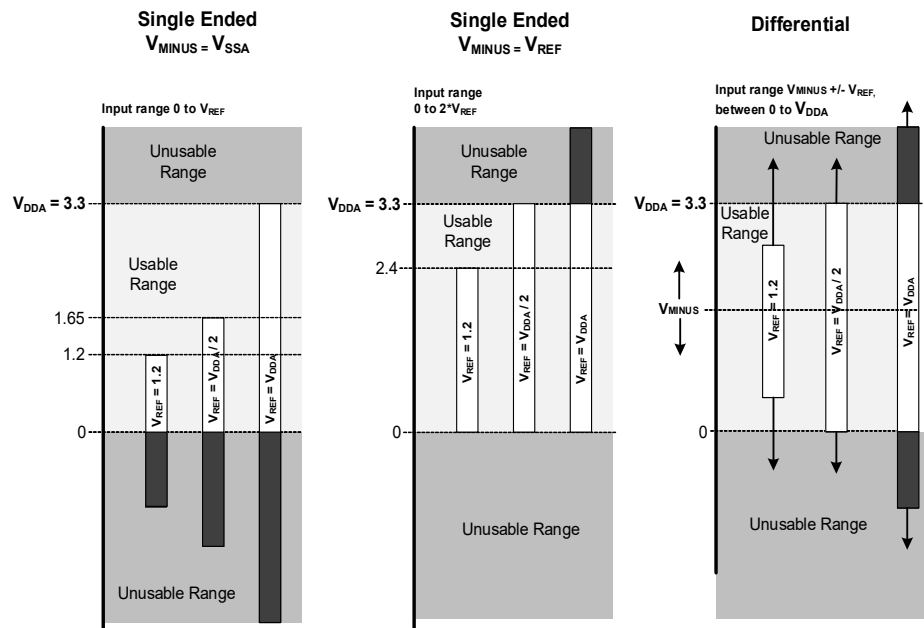 Single Ended
VMINUS = VSSA
Input range 0 to VREF
Unusable
Range
VDDA = 3.3
Usable
Range
1.65
1.2
0
VREF = 1.2
VREF = VDDA / 2
VREF = VDDA
Unusable Range
Single Ended
VMINUS = VREF
Input range
0 to 2*VREF
Unusable
Range
VDDA = 3.3
Usable
Range
2.4
0
VREF = 1.2
VREF = VDDA / 2
VREF = VDDA
Unusable Range
Differential
Input range VMINUS +/- VREF,
between 0 to VDDA
Unusable Range
VDDA = 3.3
Usable
Range
VMINUS
0
VREF = 1.2
VREF = VDDA / 2
VREF = VDDA
Unusable Range